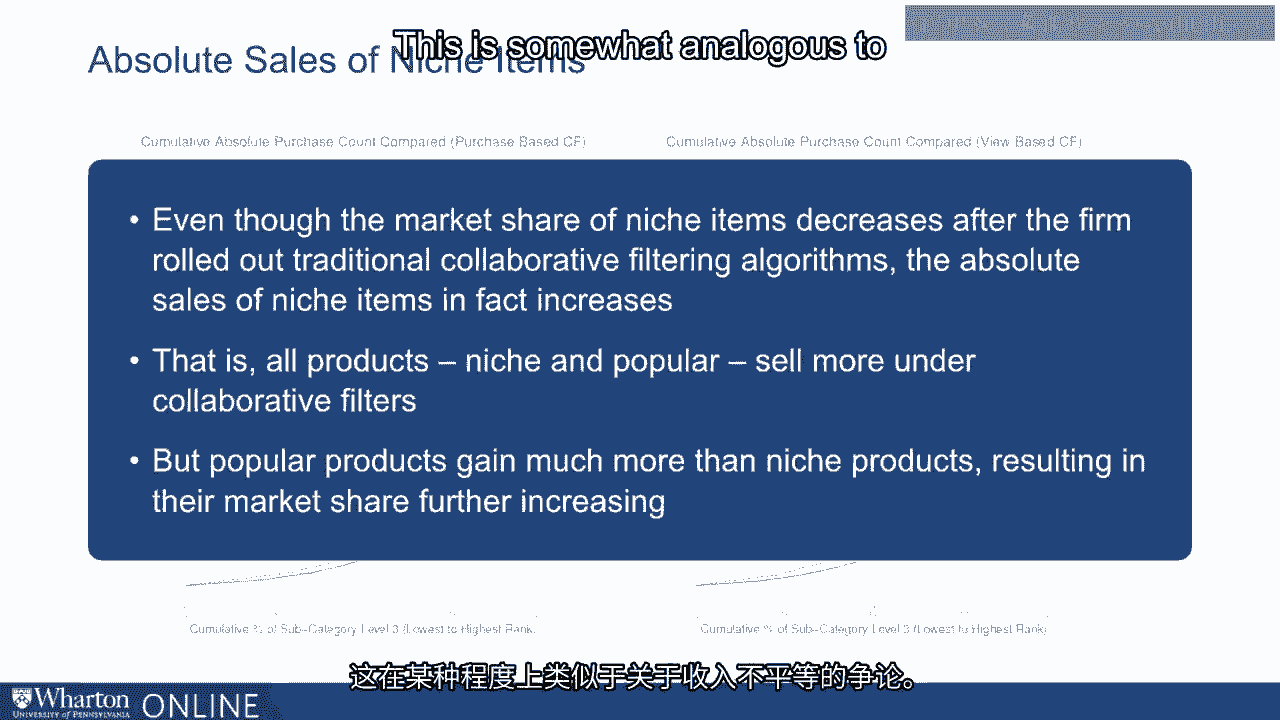 This is somewhat analogous to
Absolute Sales of Niche Items
Cumulative Absolute Purchase Count Compared (Purchase Based CF)
Cumulative Absolute Purchase Count Compared (View Based CF)
• Even though the market share of niche items decreases after the firm
rolled out traditional collaborative filtering algorithms, the absolute
sales of niche items in fact increases
• That is, all products – niche and popular – sell more under
collaborative filters
• But popular products gain much more than niche products, resulting in
their market share further increasing
Cumulative % of Sub-Category Level 3 (Lowest to Highest Rank)
Cumulative % of Sub-Category Level 3 (Lowest to Highest Rank)
这在某种程度上类似于关于收入不平等的争论。
Wharton
UNIVERSITY of PENNSYLVANIA
ONLINE